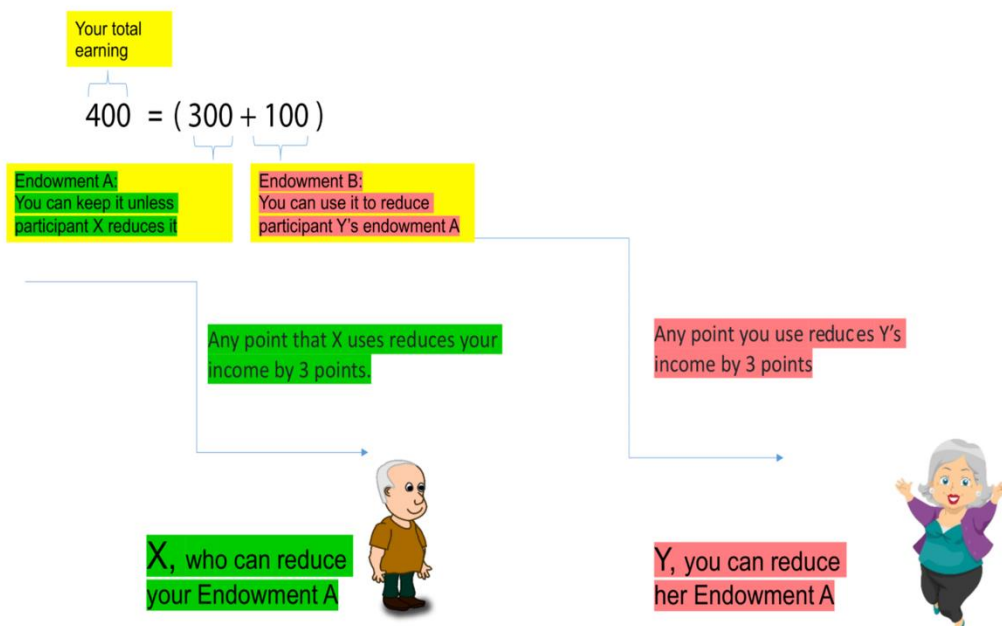 Your total
earning
400 = ( 300 + 100 )
Endowment A:
You can keep it unless
participant X reduces it
Endowment B:
You can use it to reduce
participant Y's endowment A
Any point that X uses reduces your
income by 3 points.
Any point you use reduces Y's
income by 3 points
X, who can reduce
your Endowment A
Y, you can reduce
her Endowment A